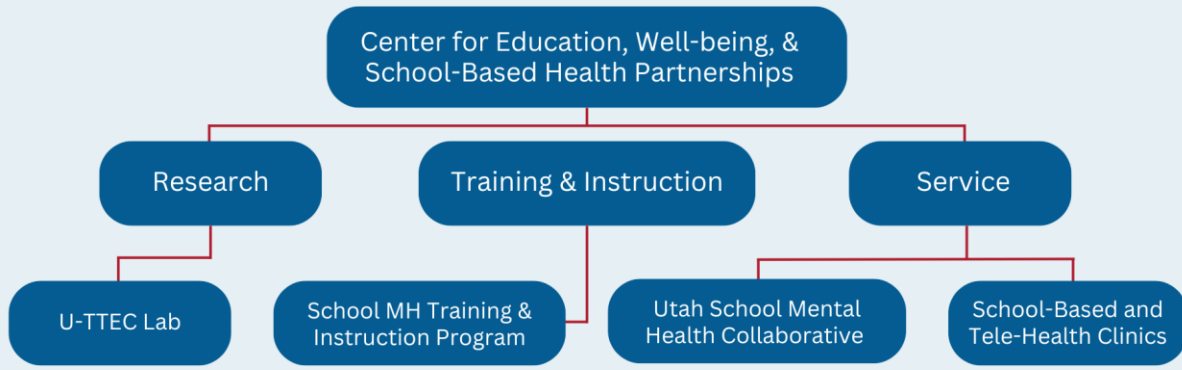 Center for Education, Well-being, &
School-Based Health Partnerships
Research
Training & Instruction
Service
U-TTEC Lab
School MH Training &
Instruction Program
Utah School Mental
Health Collaborative
School-Based and
Tele-Health Clinics